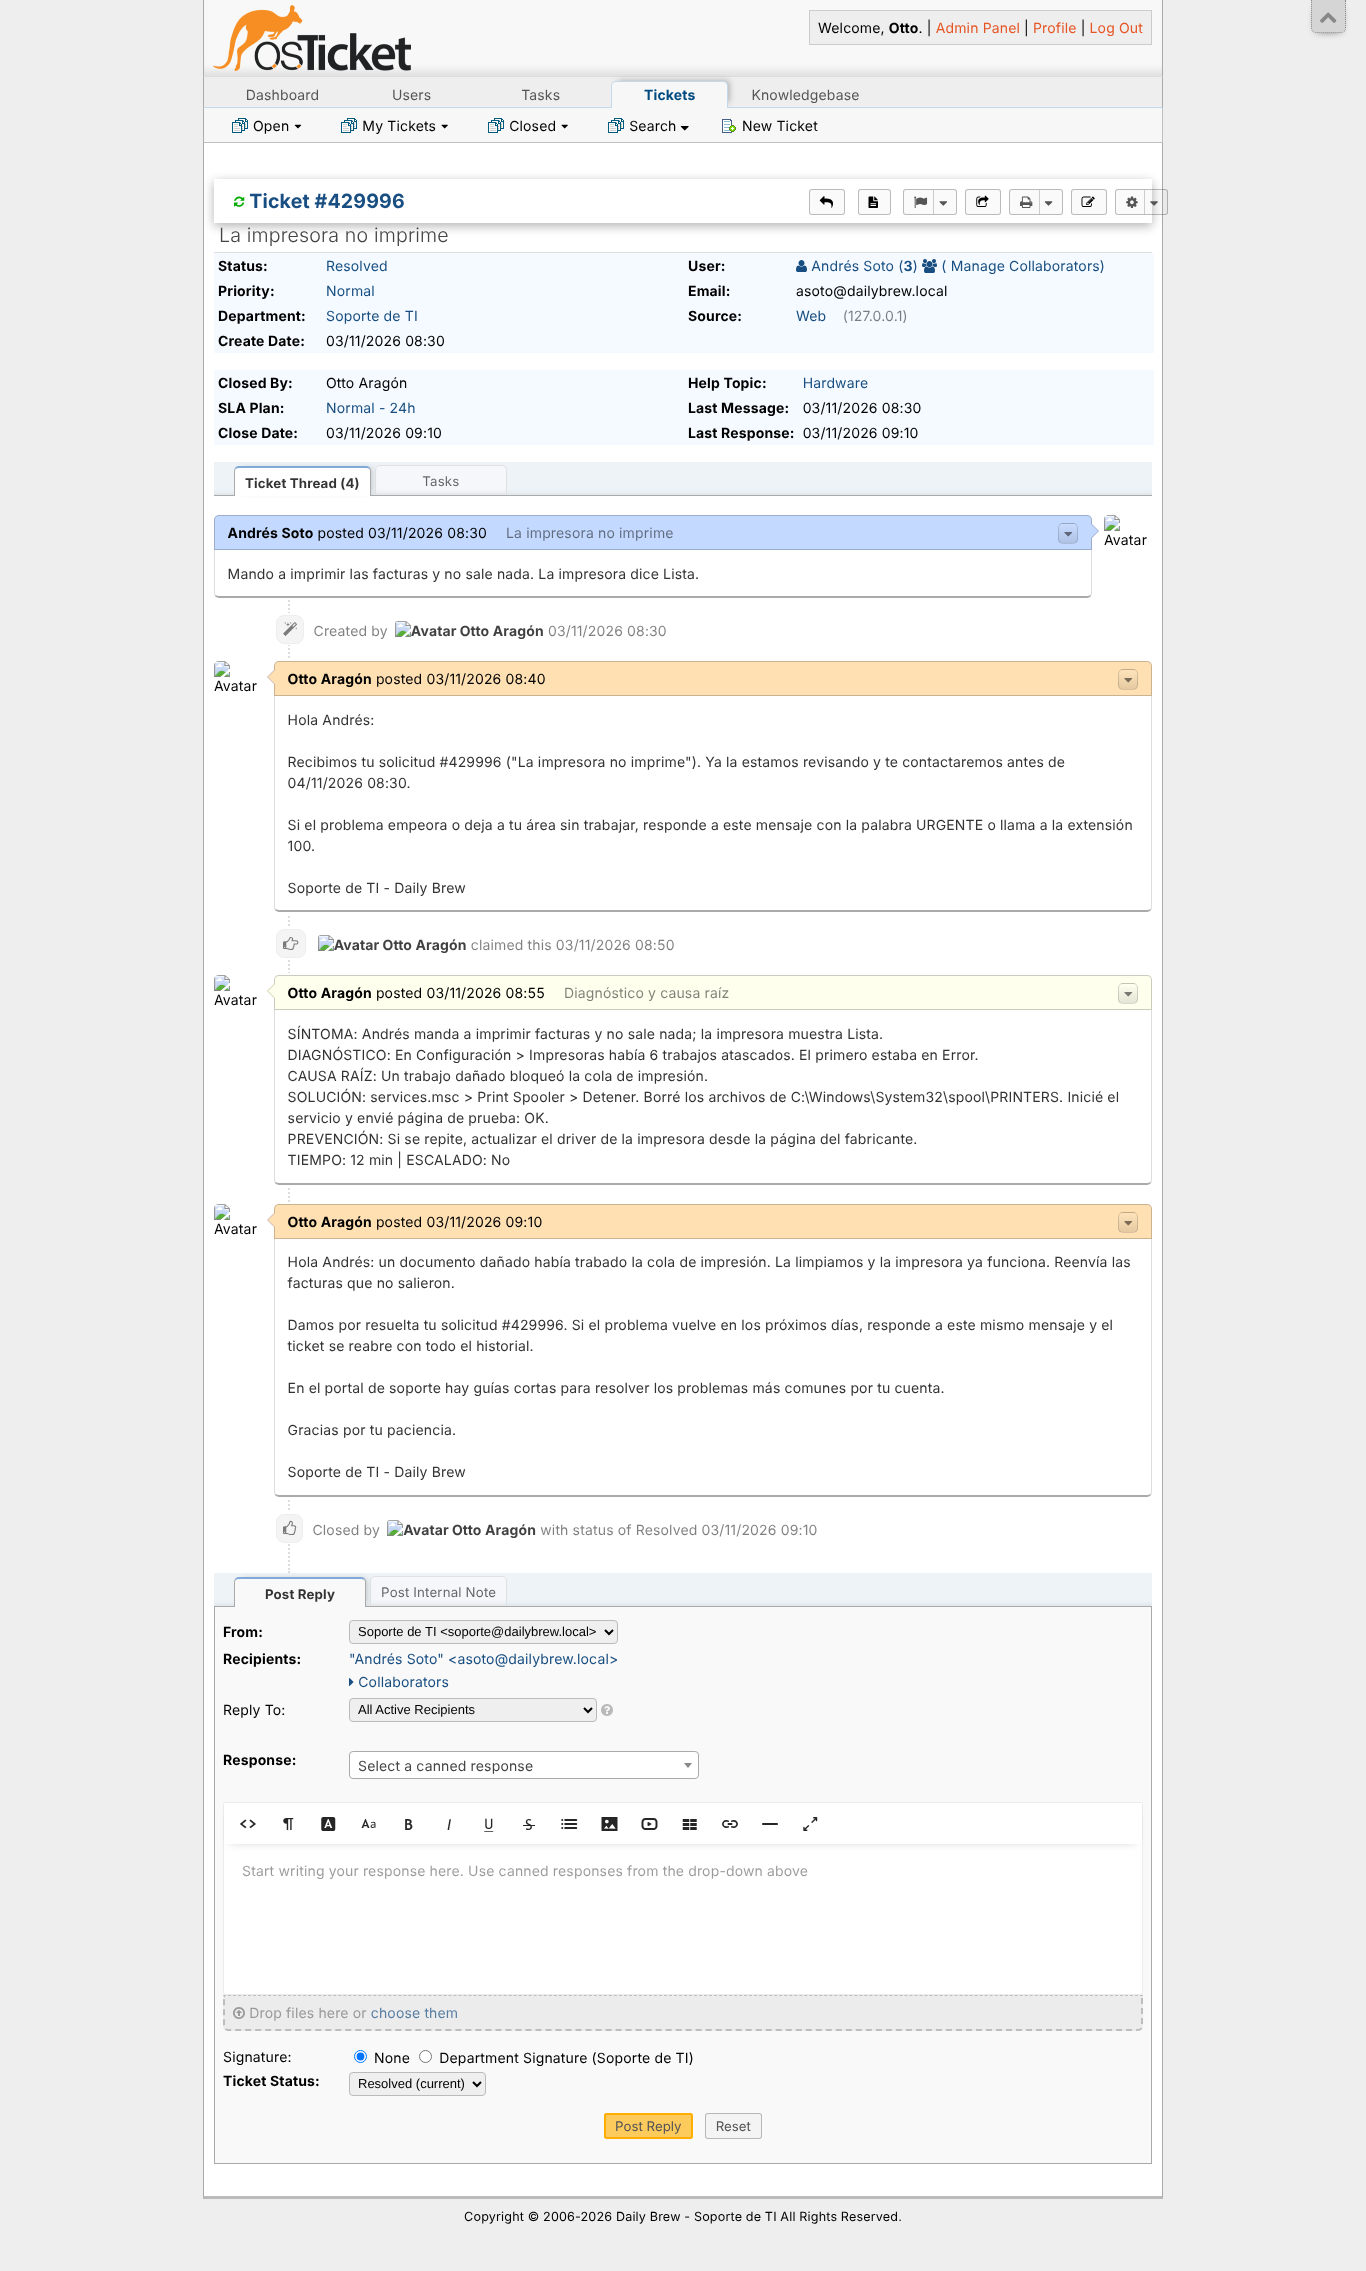 osTicket
Welcome, Otto. | Admin Panel | Profile | Log Out
Dashboard Users Tasks Tickets Knowledgebase
Open My Tickets Closed Search New Ticket
Ticket #429996
La impresora no imprime
Status: Resolved User: Andrés Soto (3) ( Manage Collaborators)
Priority: Normal Email: asoto@dailybrew.local
Department: Soporte de TI Source: Web (127.0.0.1)
Create Date: 03/11/2026 08:30
Closed By: Otto Aragón Help Topic: Hardware
SLA Plan: Normal - 24h Last Message: 03/11/2026 08:30
Close Date: 03/11/2026 09:10 Last Response: 03/11/2026 09:10
Ticket Thread (4) Tasks
Andrés Soto posted 03/11/2026 08:30 La impresora no imprime
Avatar
Mando a imprimir las facturas y no sale nada. La impresora dice Lista.
Created by Avatar Otto Aragón 03/11/2026 08:30
Avatar
Otto Aragón posted 03/11/2026 08:40
Hola Andrés:
Recibimos tu solicitud #429996 ("La impresora no imprime"). Ya la estamos revisando y te contactaremos antes de
04/11/2026 08:30.
Si el problema empeora o deja a tu área sin trabajar, responde a este mensaje con la palabra URGENTE o llama a la extensión
100.
Soporte de TI - Daily Brew
Avatar Otto Aragón claimed this 03/11/2026 08:50
Avatar
Otto Aragón posted 03/11/2026 08:55 Diagnóstico y causa raíz
SÍNTOMA: Andrés manda a imprimir facturas y no sale nada; la impresora muestra Lista.
DIAGNÓSTICO: En Configuración > Impresoras había 6 trabajos atascados. El primero estaba en Error.
CAUSA RAÍZ: Un trabajo dañado bloqueó la cola de impresión.
SOLUCIÓN: services.msc > Print Spooler > Detener. Borré los archivos de C:\Windows\System32\spool\PRINTERS. Inicié el
servicio y envié página de prueba: OK.
PREVENCIÓN: Si se repite, actualizar el driver de la impresora desde la página del fabricante.
TIEMPO: 12 min | ESCALADO: No
Avatar
Otto Aragón posted 03/11/2026 09:10
Hola Andrés: un documento dañado había trabado la cola de impresión. La limpiamos y la impresora ya funciona. Reenvía las
facturas que no salieron.
Damos por resuelta tu solicitud #429996. Si el problema vuelve en los próximos días, responde a este mismo mensaje y el
ticket se reabre con todo el historial.
En el portal de soporte hay guías cortas para resolver los problemas más comunes por tu cuenta.
Gracias por tu paciencia.
Soporte de TI - Daily Brew
Closed by Avatar Otto Aragón with status of Resolved 03/11/2026 09:10
Post Reply Post Internal Note
From: Soporte de TI <soporte@dailybrew.local>
Recipients: "Andrés Soto" <asoto@dailybrew.local>
Collaborators
Reply To: All Active Recipients
Response: Select a canned response
Aa B I U S
Start writing your response here. Use canned responses from the drop-down above
Drop files here or choose them
Signature: None Department Signature (Soporte de TI)
Ticket Status: Resolved (current)
Post Reply Reset
Copyright © 2006-2026 Daily Brew - Soporte de TI All Rights Reserved.